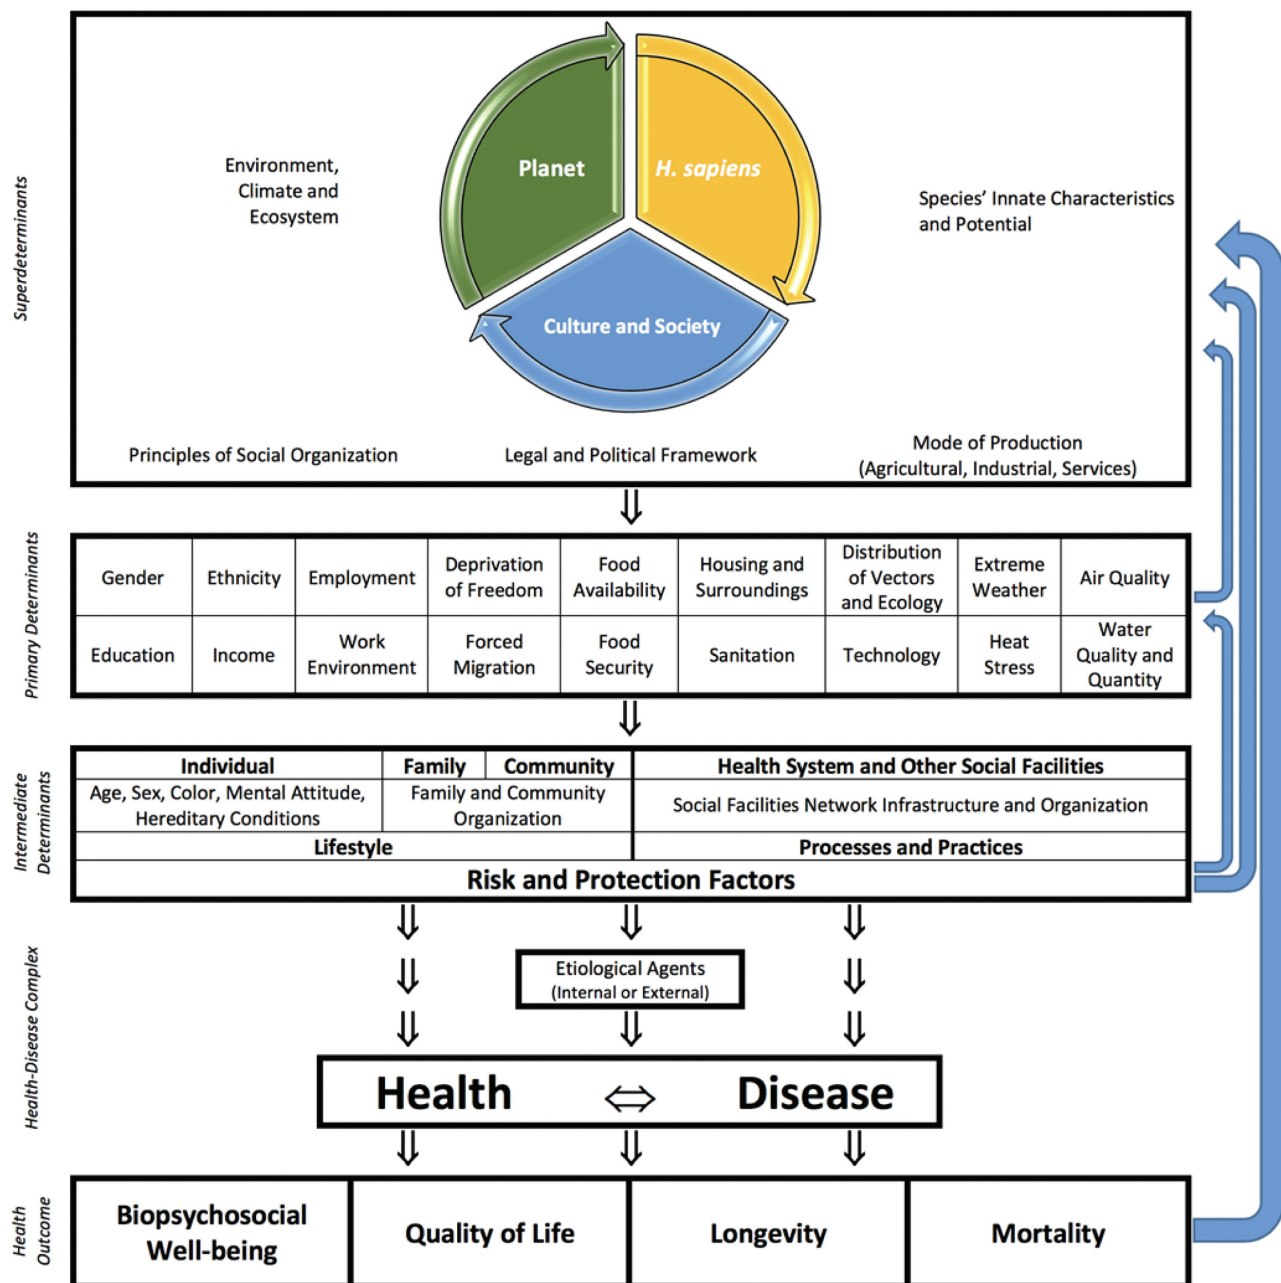 Superdeterminants
Planet
H. sapiens
Culture and Society
Environment,
Climate and
Ecosystem
Species' Innate Characteristics
and Potential
Principles of Social Organization
Legal and Political Framework
Mode of Production
(Agricultural, Industrial, Services)
Primary Determinants
Gender
Ethnicity
Employment
Deprivation
of Freedom
Food
Availability
Housing and
Surroundings
Distribution
of Vectors
and Ecology
Extreme
Weather
Air Quality
Education
Income
Work
Environment
Forced
Migration
Food
Security
Sanitation
Technology
Heat
Stress
Water
Quality and
Quantity
Intermediate
Determinants
Individual
Family
Community
Health System and Other Social Facilities
Age, Sex, Color, Mental Attitude,
Hereditary Conditions
Family and Community
Organization
Social Facilities Network Infrastructure and Organization
Lifestyle
Processes and Practices
Risk and Protection Factors
Health-Disease Complex
Etiological Agents
(Internal or External)
Health
Disease
Health
Outcome
Biopsychosocial
Well-being
Quality of Life
Longevity
Mortality